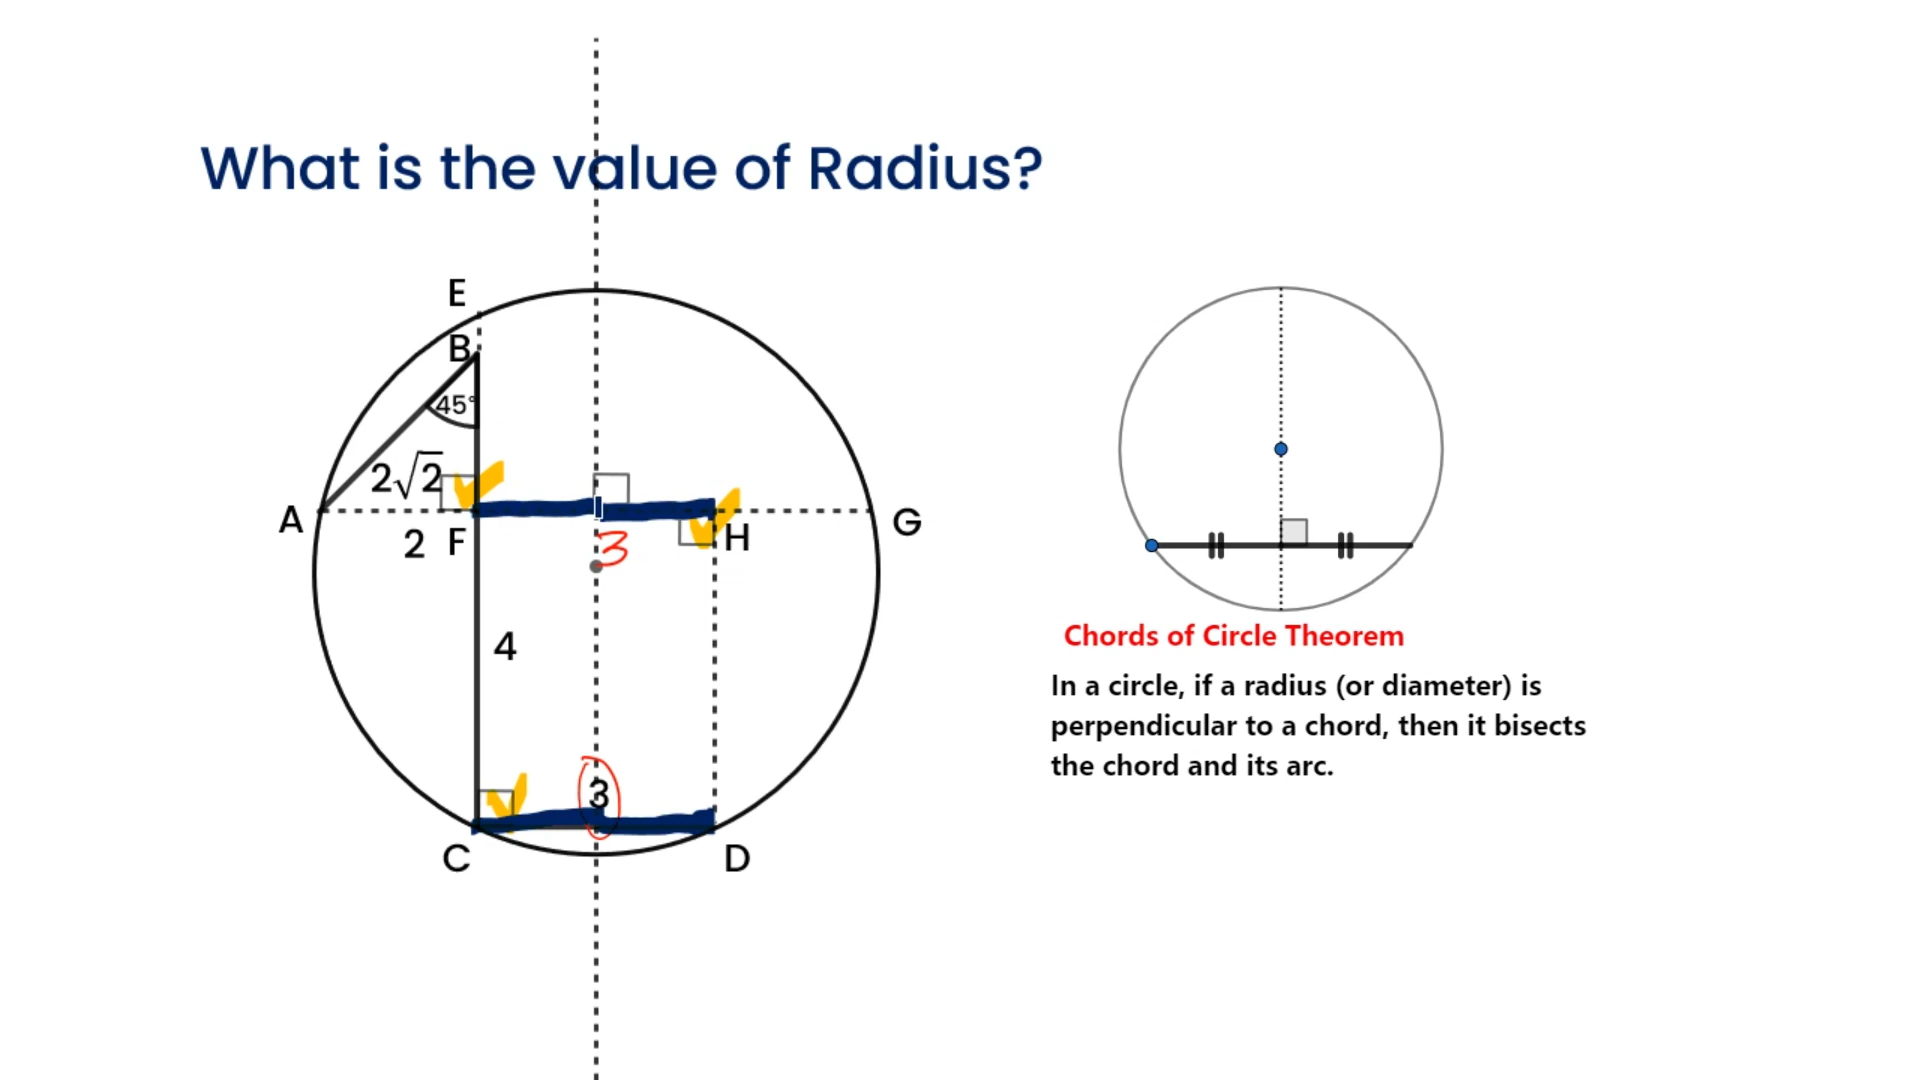 What is the value of Radius?
E
B
45°
2√2
A
2 F
3
H
G
4
3
C
D
Chords of Circle Theorem
In a circle, if a radius (or diameter) is
perpendicular to a chord, then it bisects
the chord and its arc.